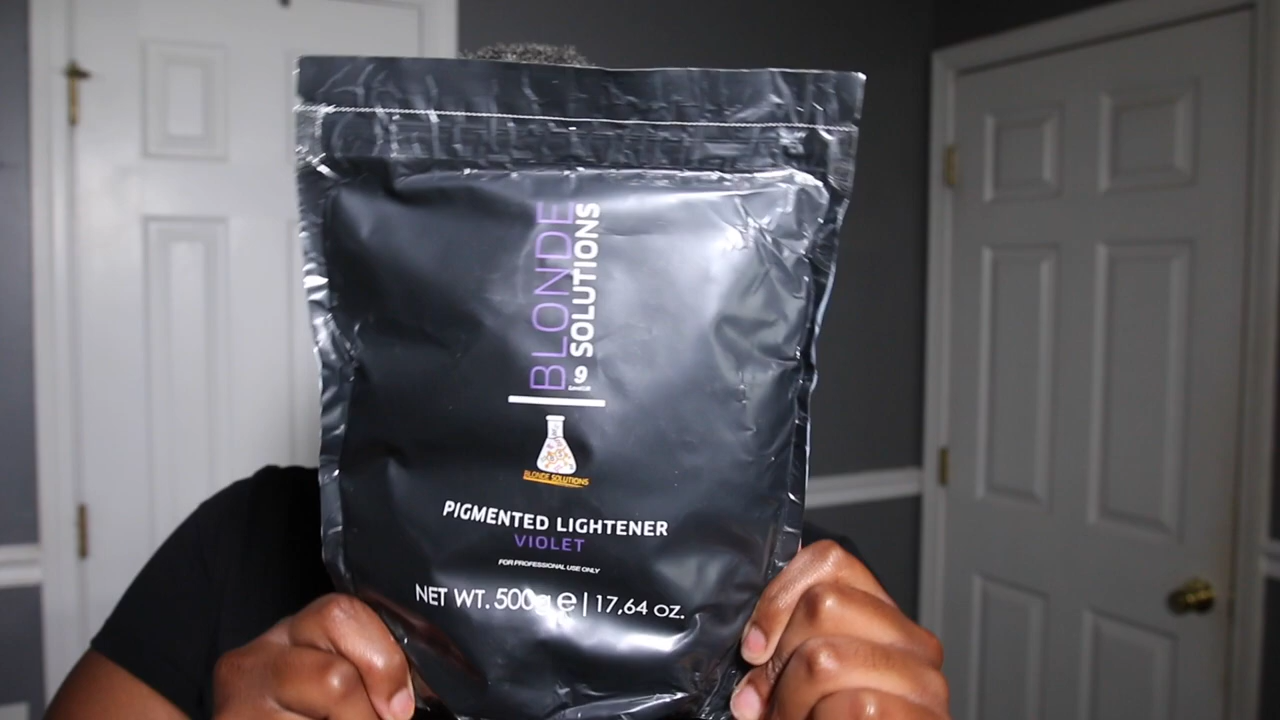 BLONDE
SOLUTIONS
9
BLONDE SOLUTIONS
PIGMENTED LIGHTENER
VIOLET
FOR PROFESSIONAL USE ONLY
NET WT. 500g e | 17,64 OZ.